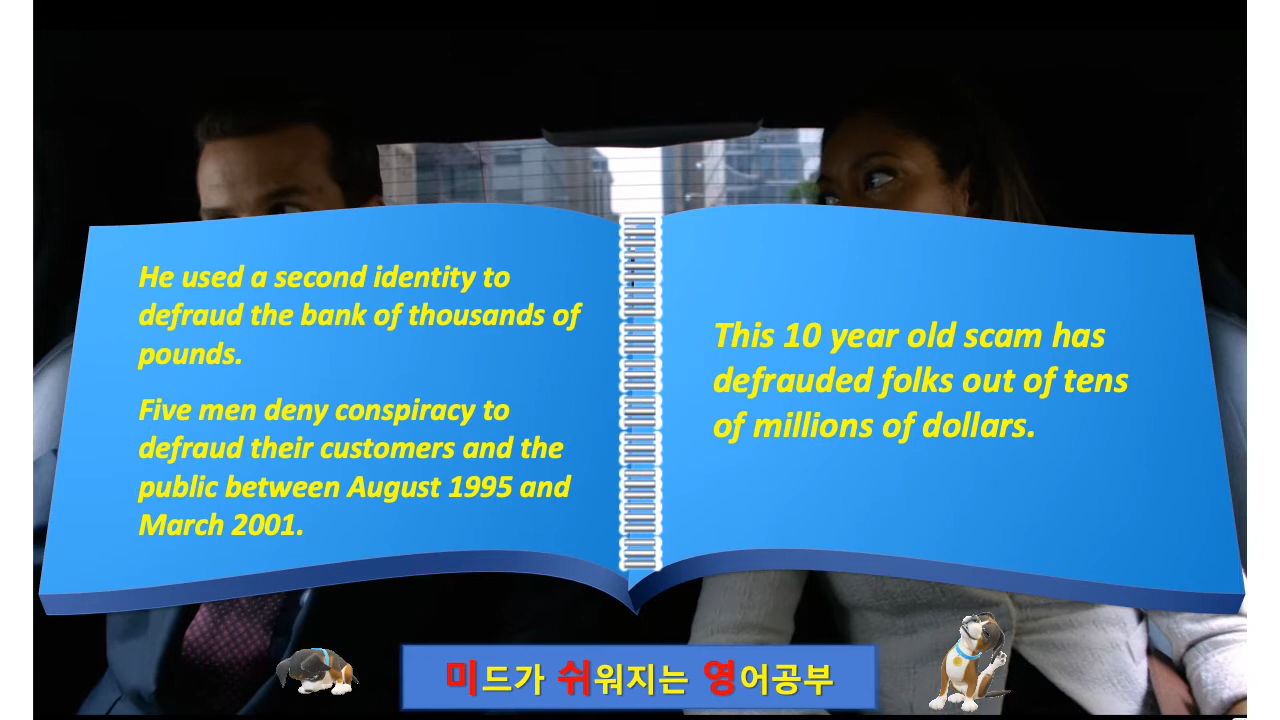 He used a second identity to
defraud the bank of thousands of
pounds.
Five men deny conspiracy to
defraud their customers and the
public between August 1995 and
March 2001.
This 10 year old scam has
defrauded folks out of tens
of millions of dollars.
미드가 쉬워지는 영어공부